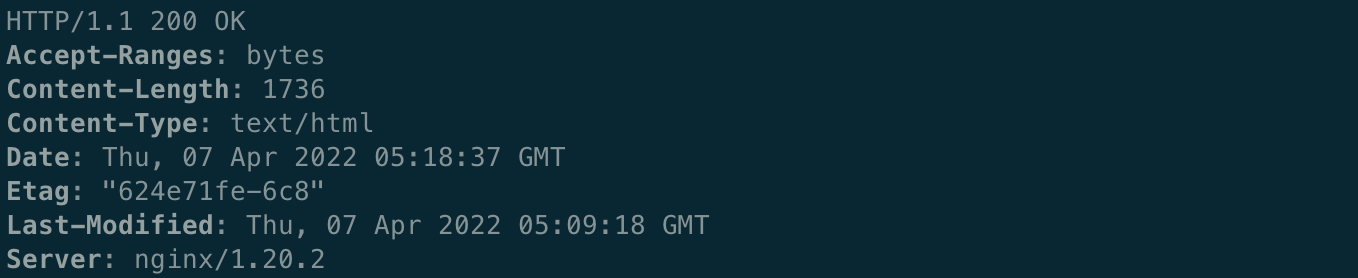 HTTP/1.1 200 OK
Accept-Ranges: bytes
Content-Length: 1736
Content-Type: text/html
Date: Thu, 07 Apr 2022 05:18:37 GMT
Etag: "624e71fe-6c8"
Last-Modified: Thu, 07 Apr 2022 05:09:18 GMT
Server: nginx/1.20.2